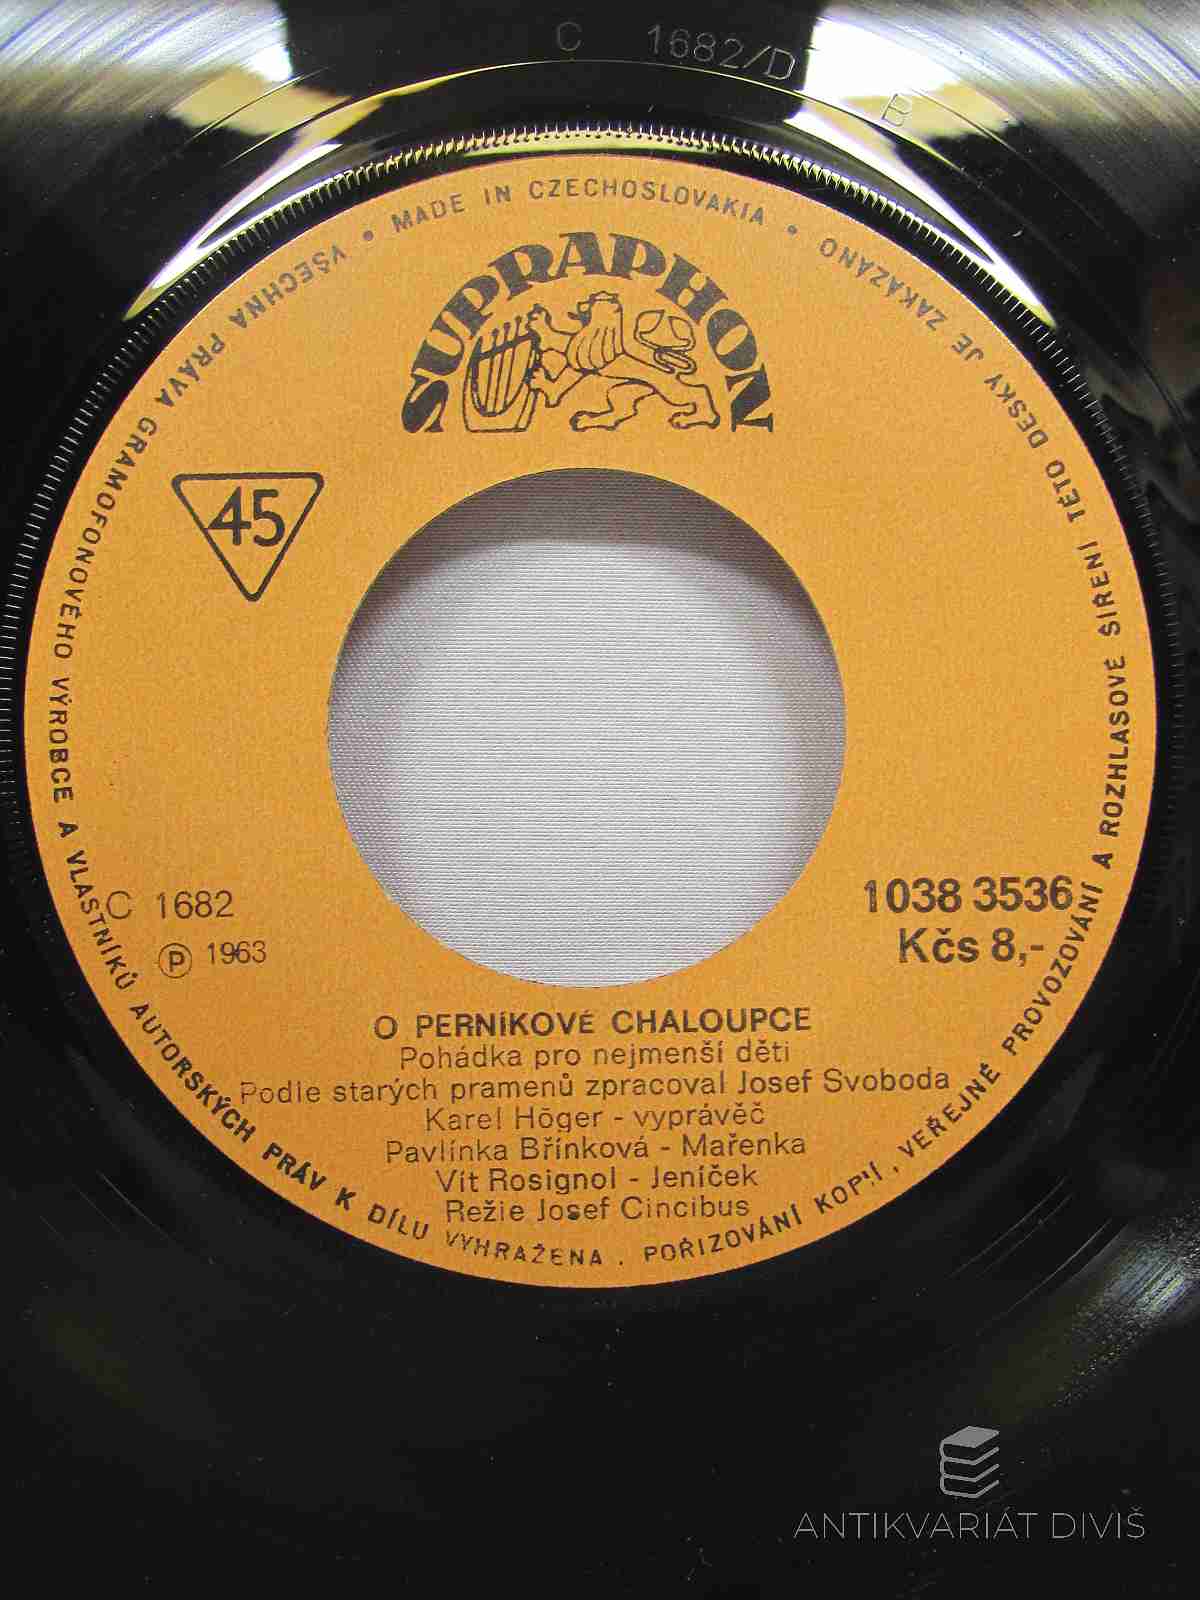 C 1682/D
B
MADE IN CZECHOSLOVAKIA • ZAKÁZÁNO JE
VŠECHNA PRÁVA GRAMOFONOVÉHO VÝROBCE A VLASTNÍKŮ AUTORSKÝCH PRÁV K DÍLU VYHRAŽENA . POŘIZOVÁNÍ KOPIÍ , VEŘEJNÉ PROVOZOVÁNÍ A ROZHLASOVÉ ŠÍŘENÍ TÉTO DESKY
SUPRAPHON
45
C 1682
℗ 1963
1038 3536
Kčs 8,-
O PERNÍKOVÉ CHALOUPCE
Pohádka pro nejmenší děti
Podle starých pramenů zpracoval Josef Svoboda
Karel Höger - vyprávěč
Pavlínka Břínková - Mařenka
Vít Rosignol - Jeníček
Režie Josef Cincibus
ANTIKVARIÁT DIVIŠ